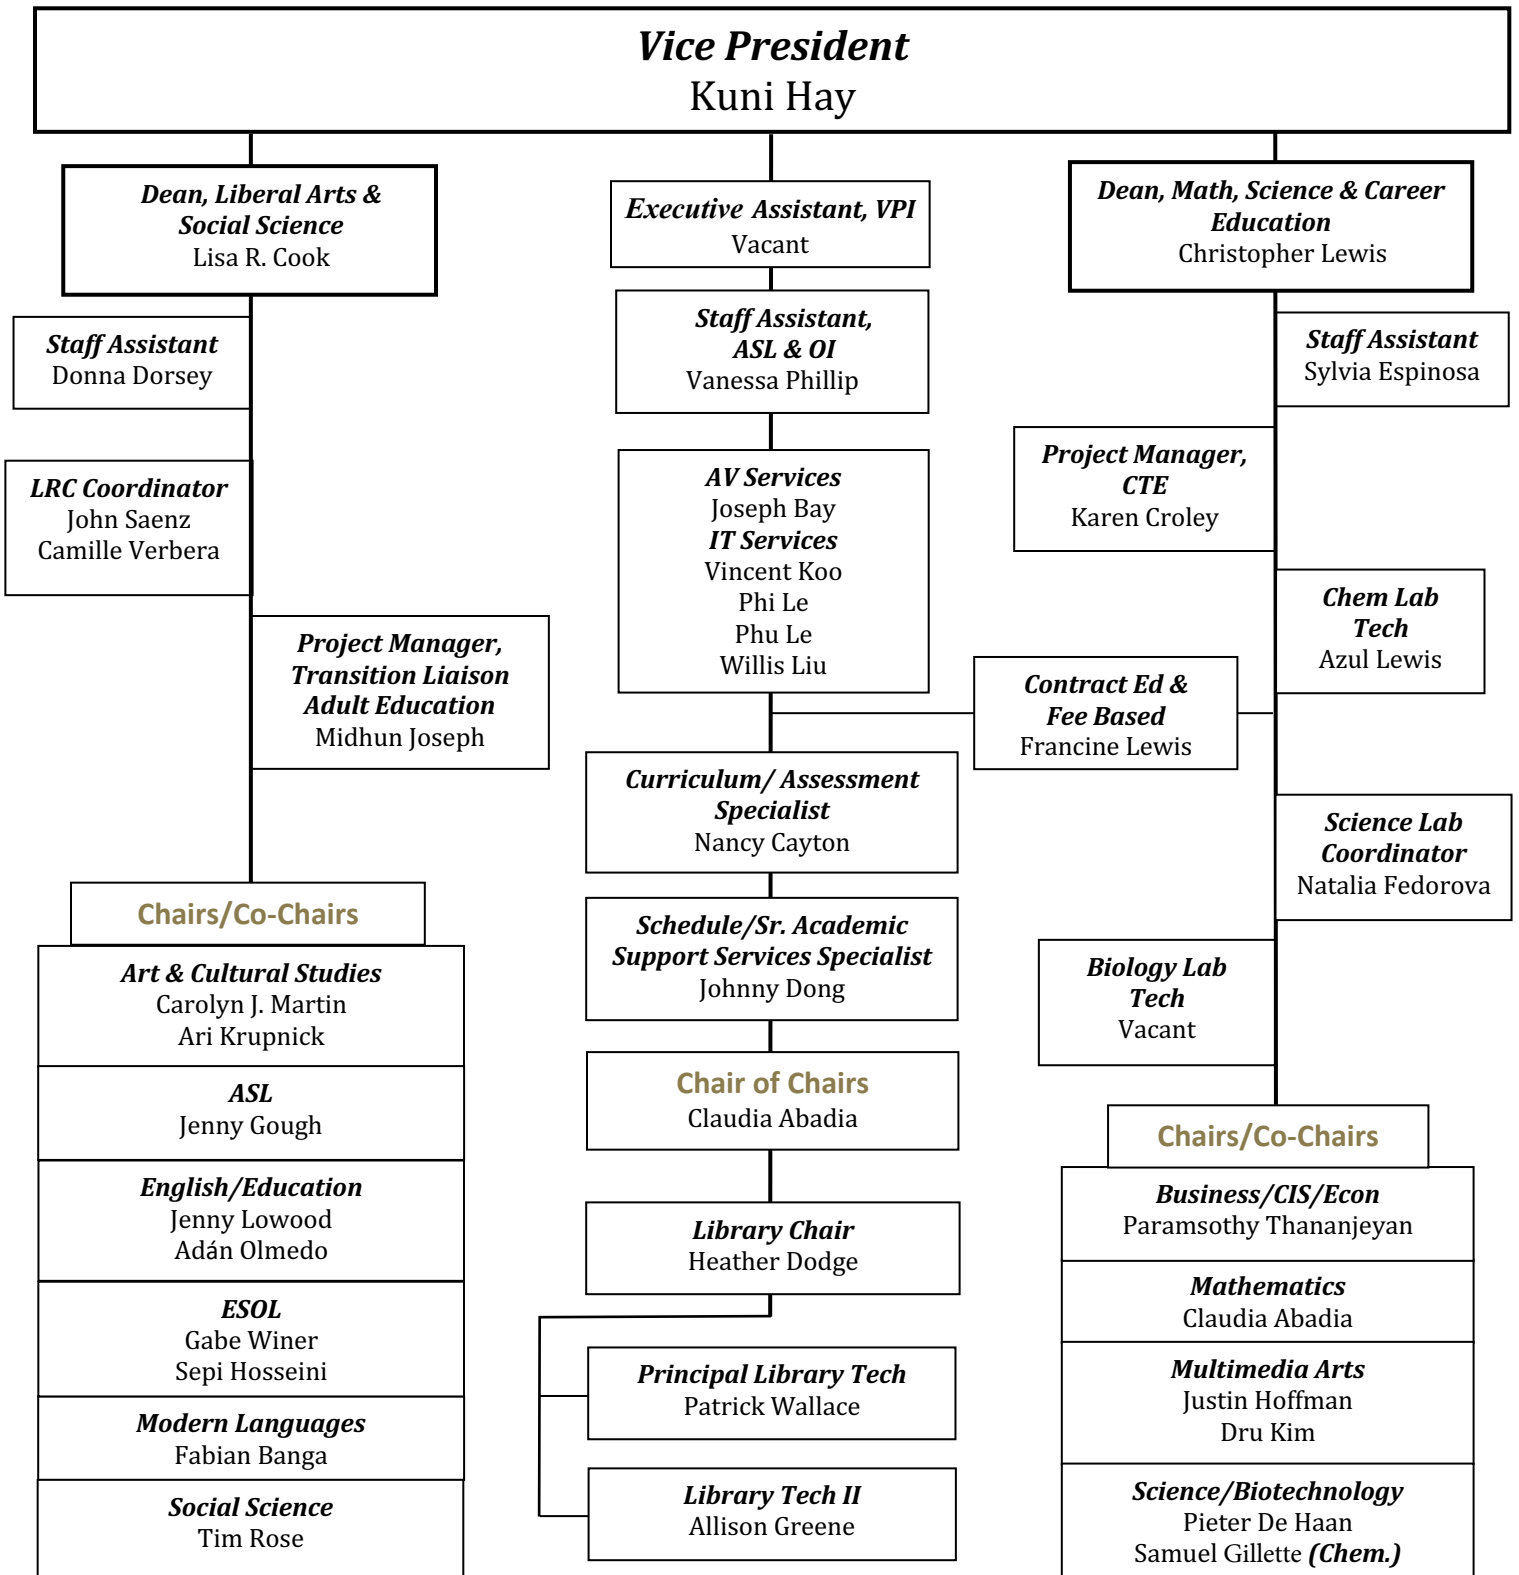 Vice President
Kuni Hay
Dean, Liberal Arts &
Social Science
Lisa R. Cook
Staff Assistant
Donna Dorsey
LRC Coordinator
John Saenz
Camille Verbera
Project Manager,
Transition Liaison
Adult Education
Midhun Joseph
Chairs/Co-Chairs
Art & Cultural Studies
Carolyn J. Martin
Ari Krupnick
ASL
Jenny Gough
English/Education
Jenny Lowood
Adán Olmedo
ESOL
Gabe Winer
Sepi Hosseini
Modern Languages
Fabian Banga
Social Science
Tim Rose
Executive Assistant, VPI
Vacant
Staff Assistant,
ASL & OI
Vanessa Phillip
AV Services
Joseph Bay
IT Services
Vincent Koo
Phi Le
Phu Le
Willis Liu
Contract Ed &
Fee Based
Francine Lewis
Curriculum/ Assessment
Specialist
Nancy Cayton
Schedule/Sr. Academic
Support Services Specialist
Johnny Dong
Chair of Chairs
Claudia Abadia
Library Chair
Heather Dodge
Principal Library Tech
Patrick Wallace
Library Tech II
Allison Greene
Dean, Math, Science & Career
Education
Christopher Lewis
Staff Assistant
Sylvia Espinosa
Project Manager,
CTE
Karen Croley
Chem Lab
Tech
Azul Lewis
Science Lab
Coordinator
Natalia Fedorova
Biology Lab
Tech
Vacant
Chairs/Co-Chairs
Business/CIS/Econ
Paramsothy Thananjeyan
Mathematics
Claudia Abadia
Multimedia Arts
Justin Hoffman
Dru Kim
Science/Biotechnology
Pieter De Haan
Samuel Gillette (Chem.)